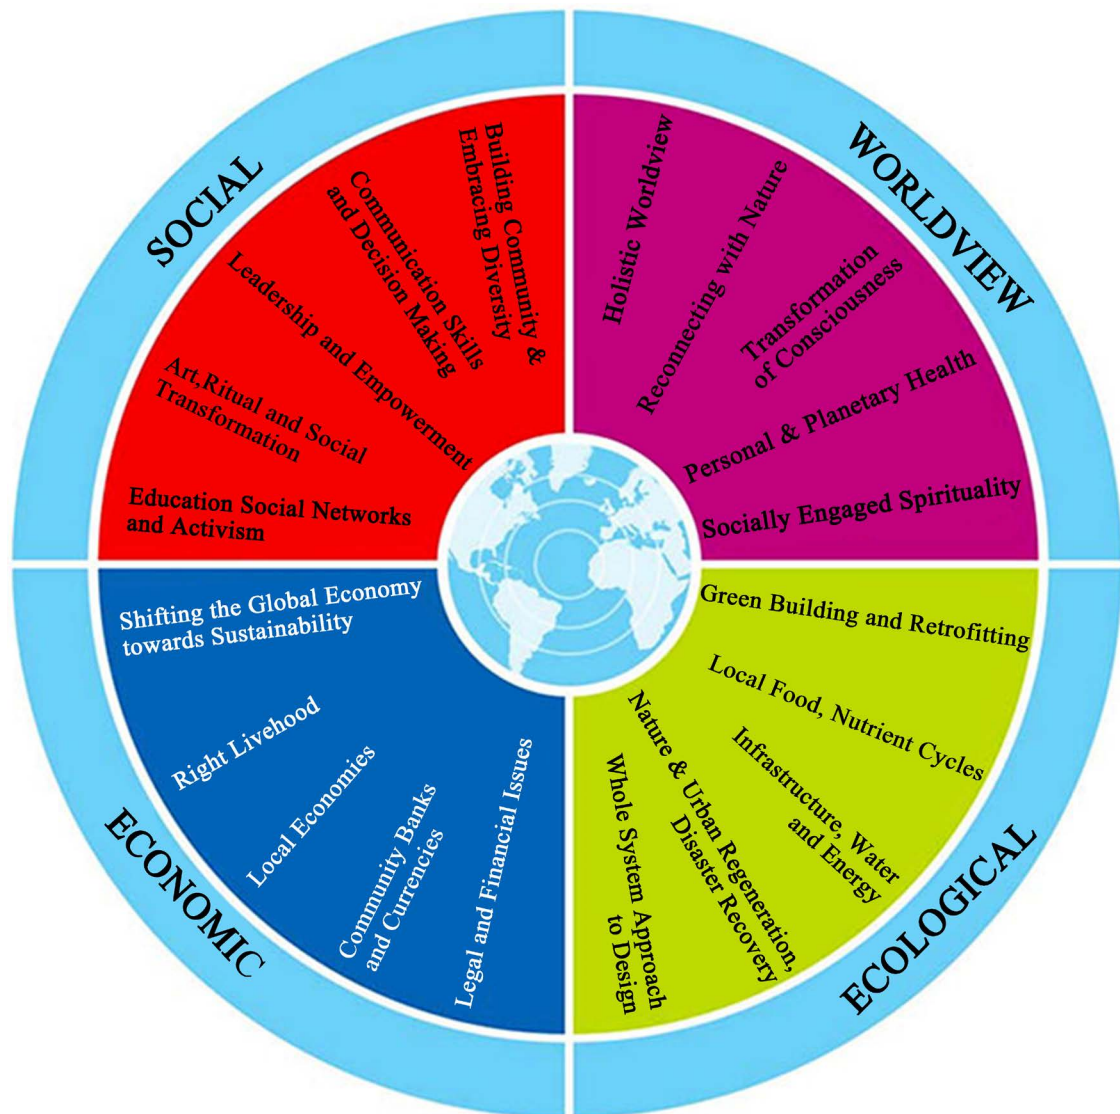 SOCIAL
Building Community &
Embracing Diversity
Communication Skills
and Decision Making
Leadership and Empowerment
Art,Ritual and Social
Transformation
Education Social Networks
and Activism
WORLDVIEW
Holistic Worldview
Reconnecting with Nature
Transformation
of Consciousness
Personal & Planetary Health
Socially Engaged Spirituality
ECONOMIC
Shifting the Global Economy
towards Sustainability
Right Livehood
Local Economies
Community Banks
and Currencies
Legal and Financial Issues
ECOLOGICAL
Green Building and Retrofitting
Local Food, Nutrient Cycles
Infrastructure, Water
and Energy
Nature & Urban Regeneration,
Disaster Recovery
Whole System Approach
to Design